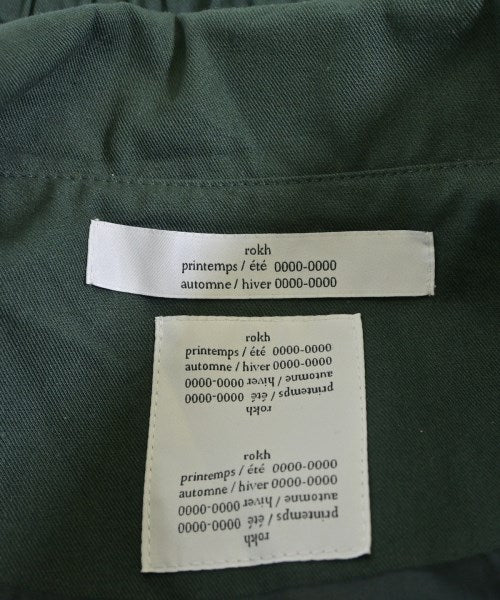 rokh
printemps / été 0000-0000
automne / hiver 0000-0000
rokh
printemps / été 0000-0000
automne / hiver 0000-0000
automne / hiver 0000-0000
printemps / été 0000-0000
rokh
rokh
printemps / été 0000-0000
automne / hiver 0000-0000
automne / hiver 0000-0000
printemps / été 0000-0000
rokh